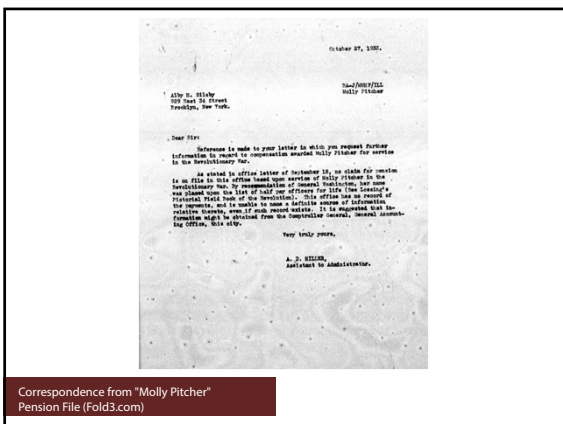 October 27, 1933.
Molly Pitcher
Alby H.
929 East 34 Street
Brooklyn, New York.
Dear Sir:
Reference is made to your letter in which you request further
information in regard to compensation awarded Molly Pitcher for service
in the Revolutionary War.
As stated in office letter of September 18, no claim for pension
is on file in this office based upon service of Molly Pitcher in the
Revolutionary War. By recommendation of General Washington, her name
was placed upon the list of half pay officers for life (See Lossing's
Pictorial Field Book of the Revolution). This office has no record of
the payments, and is unable to name a definite source of information
relative thereto, even if such record exists. It is suggested that in-
formation might be obtained from the Comptroller General, General Account-
ing Office, this city.
Very truly yours,
A. D. HILLER,
Assistant to Administrator.
Correspondence from "Molly Pitcher"
Pension File (Fold3.com)